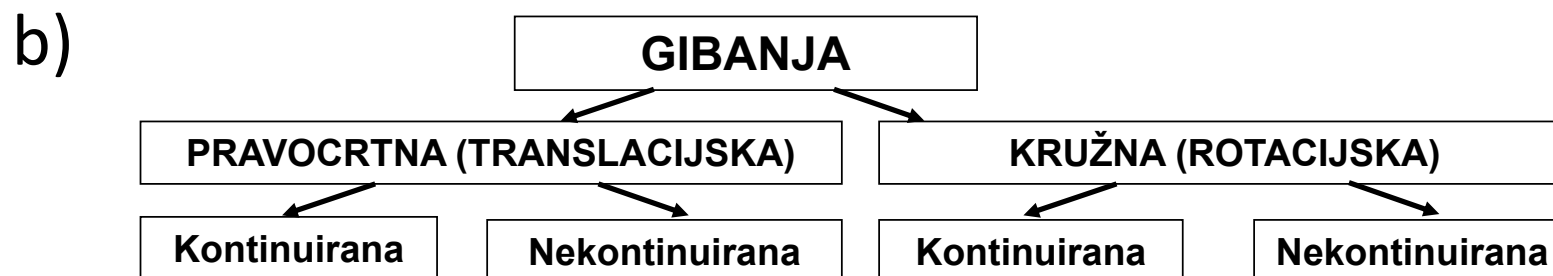 b)
GIBANJA
PRAVOCRTNA (TRANSLACIJSKA)
KRUŽNA (ROTACIJSKA)
Kontinuirana
Nekontinuirana
Kontinuirana
Nekontinuirana